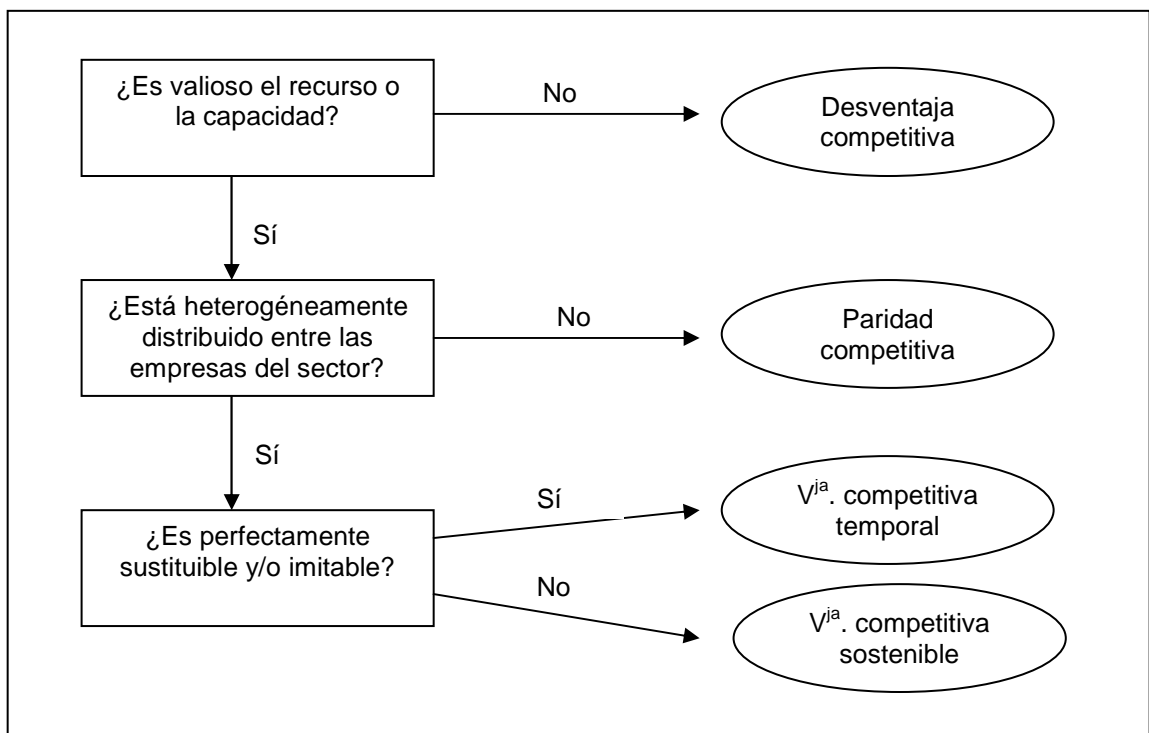 ¿Es valioso el recurso o
la capacidad?
No
Desventaja
competitiva
Sí
¿Está heterogéneamente
distribuido entre las
empresas del sector?
No
Paridad
competitiva
Sí
¿Es perfectamente
sustituible y/o imitable?
Sí
Vja. competitiva
temporal
No
Vja. competitiva
sostenible